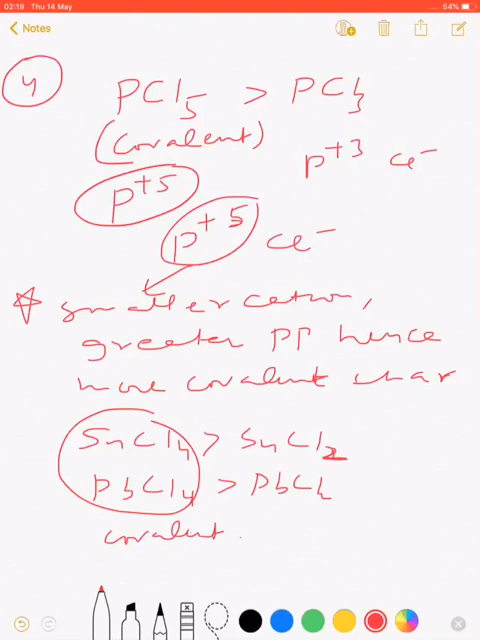 02:19 Thu 14 May 54%
Notes
4
PCl5 > PCl3
(covalent)
p+3 Cl-
p+5
p+5 Cl-
smaller cation,
greater PP hence
more covalent char
SnCl4 > SnCl2
PbCl4 > PbCl2
covalent.